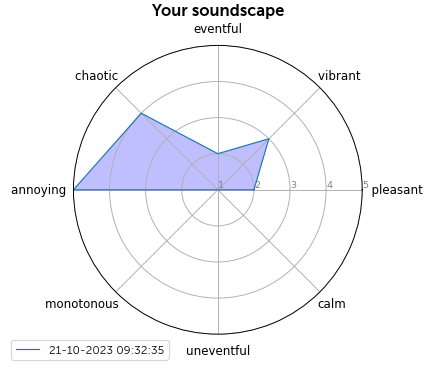 Your soundscape
eventful
chaotic
vibrant
annoying
1
2
3
4
5
pleasant
monotonous
calm
uneventful
21-10-2023 09:32:35